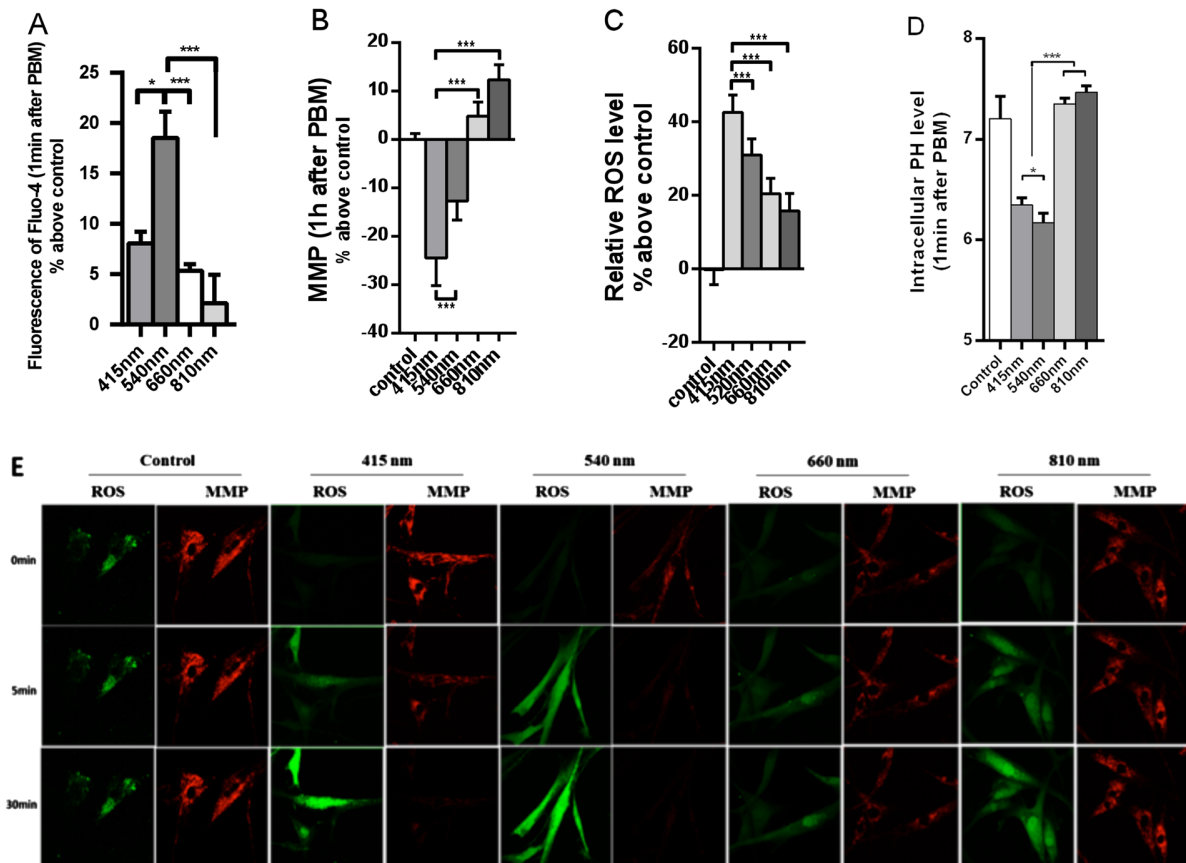 A
Fluorescence of Fluo-4 (1min after PBM)
% above control
25
20
15
10
5
0
*
***
***
415nm
540nm
660nm
810nm
B
MMP (1h after PBM)
% above control
20
10
0
-10
-20
-30
-40
***
***
***
control
415nm
540nm
660nm
810nm
C
Relative ROS level
% above control
60
40
20
0
-20
***
***
***
control
415nm
520nm
660nm
810nm
D
Intracellular PH level
(1min after PBM)
8
7
6
5
***
*
Control
415nm
540nm
660nm
810nm
E
Control 415 nm 540 nm 660 nm 810 nm
ROS MMP ROS MMP ROS MMP ROS MMP ROS MMP
0min
5min
30min